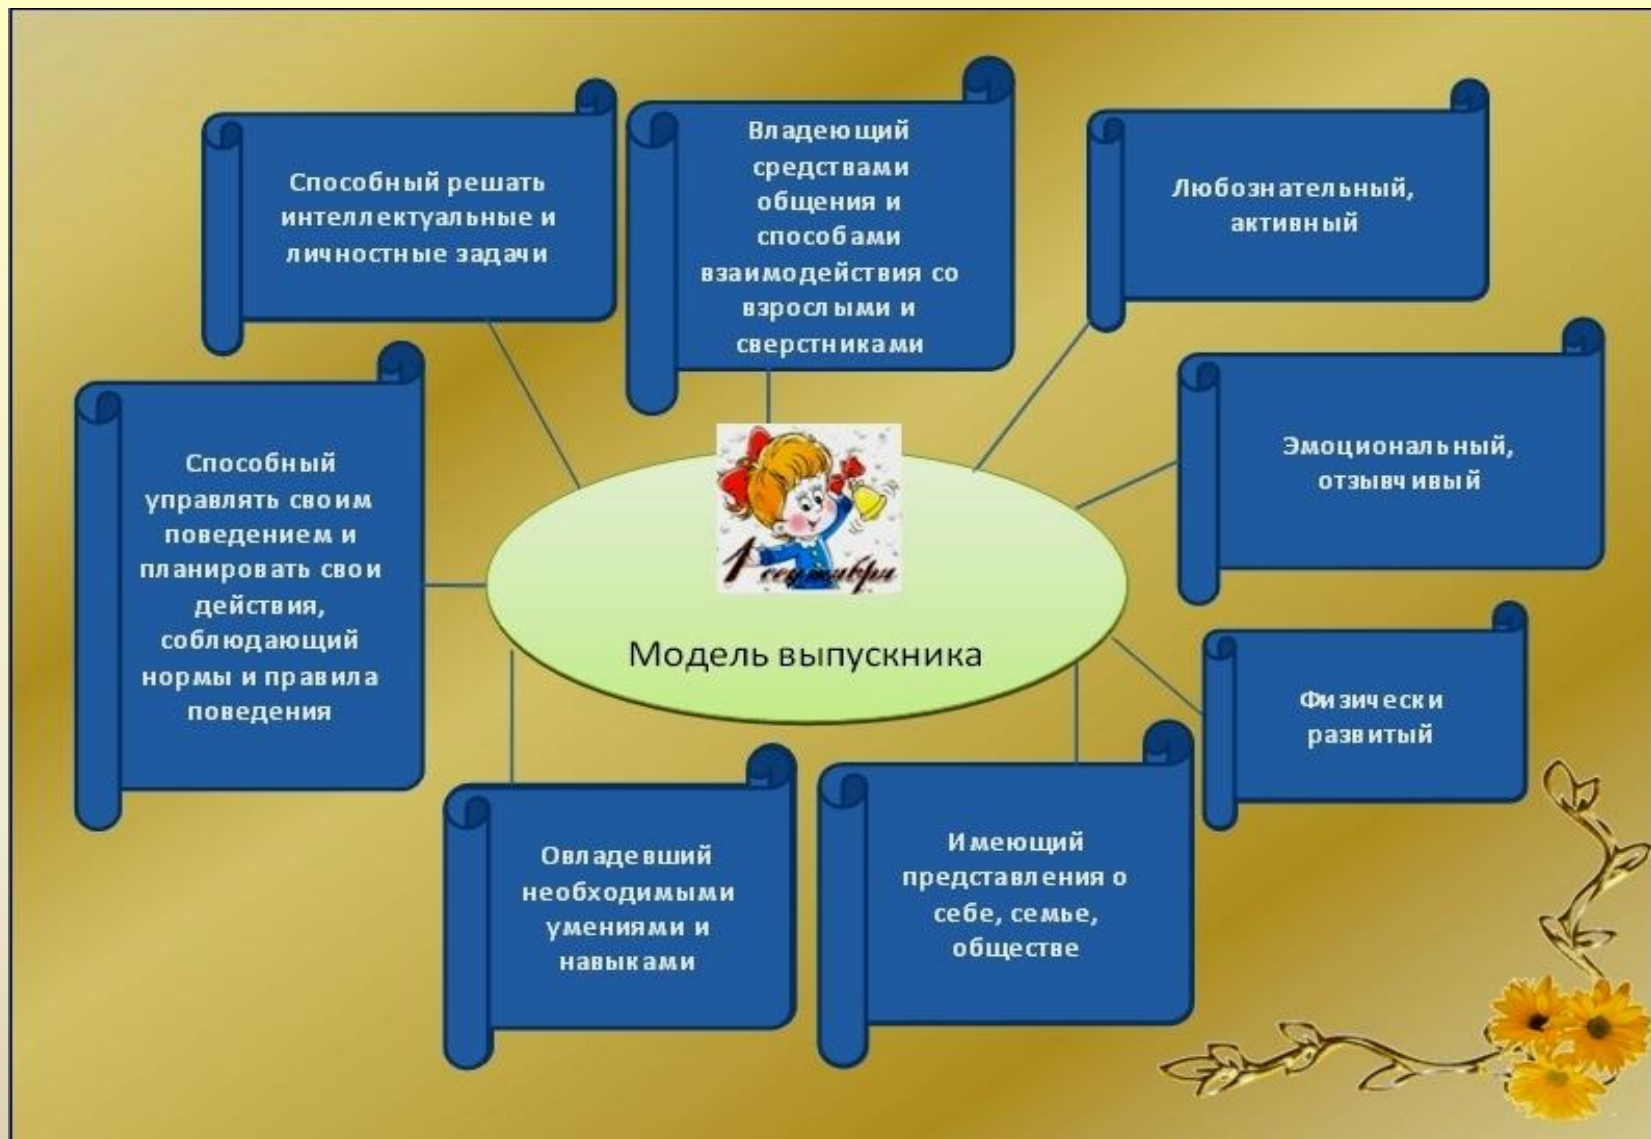 Способный решать
интеллектуальные и
личностные задачи
Владеющий
средствами
общения и
способами
взаимодействия со
взрослыми и
сверстниками
Любознательный,
активный
Способный
управлять своим
поведением и
планировать свои
действия,
соблюдающий
нормы и правила
поведения
1 сентября
Модель выпускника
Эмоциональный,
отзывчивый
Физически
развитый
Овладевший
необходимыми
умениями и
навыками
Имеющий
представления о
себе, семье,
обществе